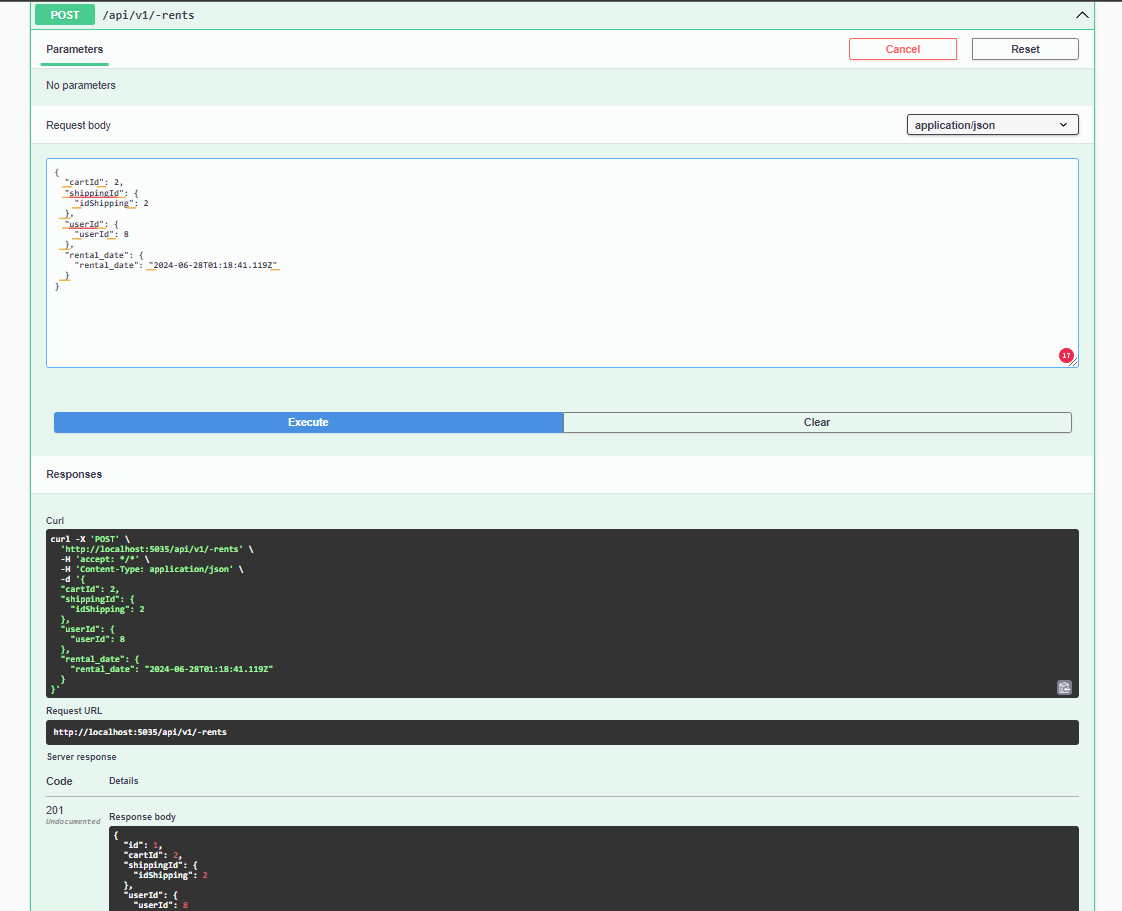 POST /api/v1/-rents
Parameters
Cancel
Reset
No parameters
Request body
application/json
{
"cartId": 2,
"shippingId": {
"idShipping": 2
},
"userId": {
"userId": 8
},
"rental_date": {
"rental_date": "2024-06-28T01:18:41.119Z"
}
}
17
Execute
Clear
Responses
Curl
curl -X 'POST' \
'http://localhost:5035/api/v1/-rents' \
-H 'accept: */*' \
-H 'Content-Type: application/json' \
-d '{
"cartId": 2,
"shippingId": {
"idShipping": 2
},
"userId": {
"userId": 8
},
"rental_date": {
"rental_date": "2024-06-28T01:18:41.119Z"
}
}'
Request URL
http://localhost:5035/api/v1/-rents
Server response
Code Details
201
Undocumented
Response body
{
"id": 1,
"cartId": 2,
"shippingId": {
"idShipping": 2
},
"userId": {
"userId": 8